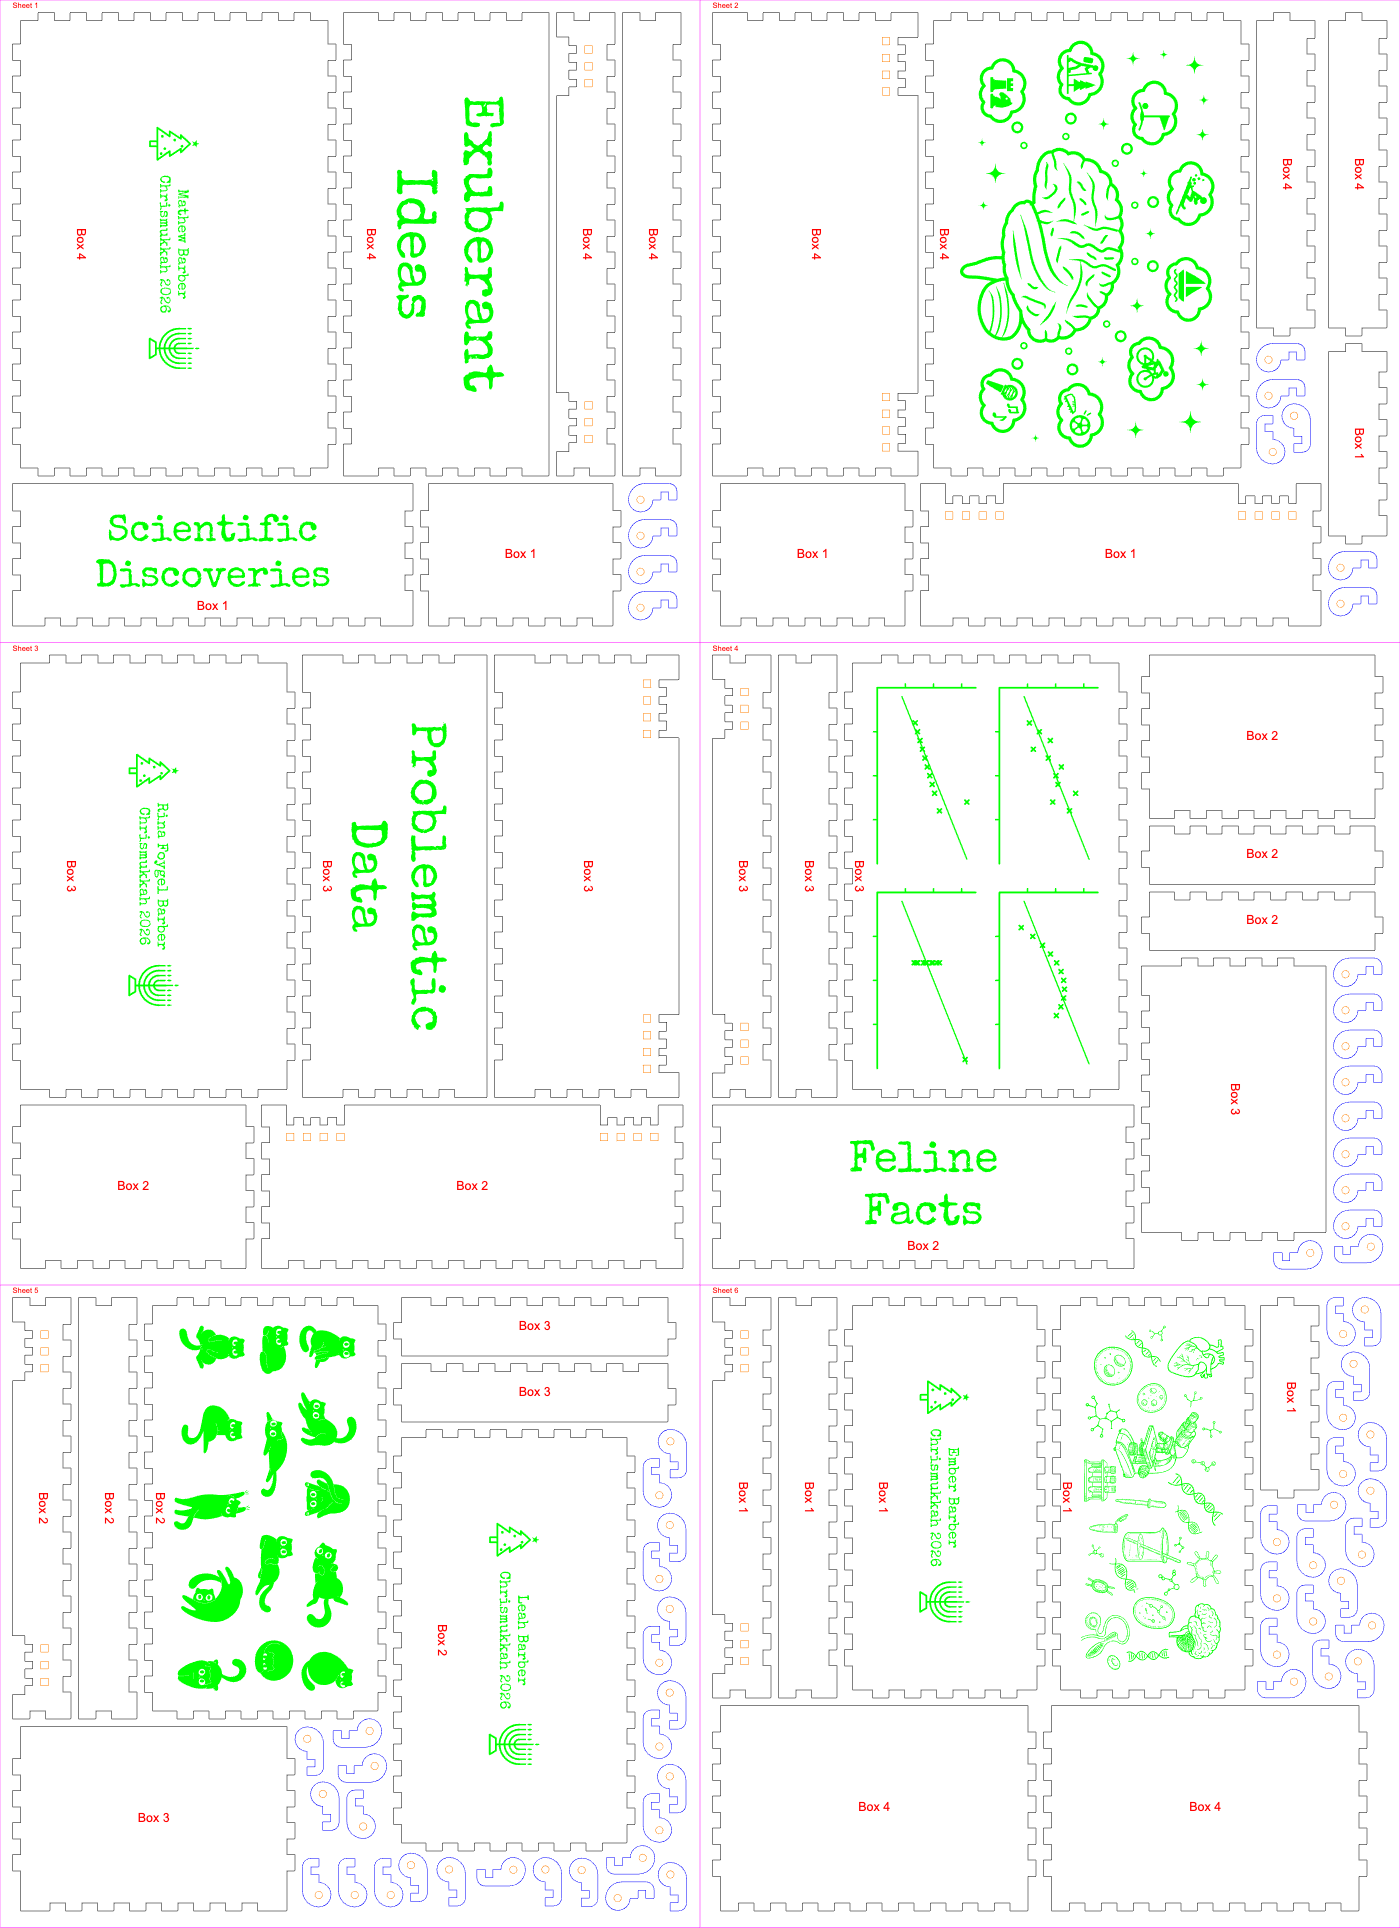 Sheet 1
Mathew Barber
Chrismukkah 2026
Box 4
Exuberant
Ideas
Box 4
Box 4
Box 4
Scientific
Discoveries
Box 1
Box 1
Sheet 2
Box 4
Box 4
Box 4
Box 4
Box 1
Box 1
Box 1
Sheet 3
Rina Foygel Barber
Chrismukkah 2026
Box 3
Problematic
Data
Box 3
Box 3
Box 2
Box 2
Sheet 4
Box 3
Box 3
Box 3
Box 2
Box 2
Box 2
Box 3
Feline
Facts
Box 2
Sheet 5
Box 2
Box 2
Box 2
Box 3
Box 3
Leah Barber
Chrismukkah 2026
Box 2
Box 3
Sheet 6
Box 1
Box 1
Ember Barber
Chrismukkah 2026
Box 1
Box 1
Box 1
Box 4
Box 4